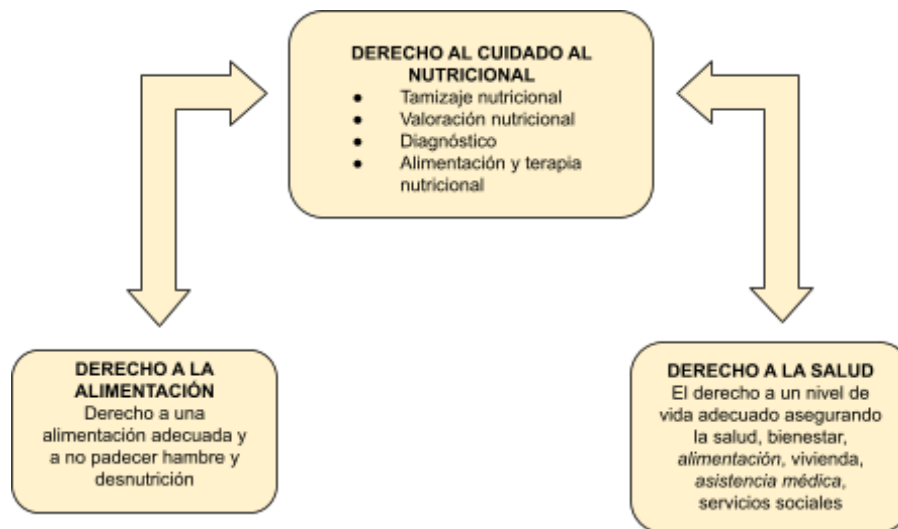 DERECHO AL CUIDADO AL
NUTRICIONAL
● Tamizaje nutricional
● Valoración nutricional
● Diagnóstico
● Alimentación y terapia
nutricional
DERECHO A LA
ALIMENTACIÓN
Derecho a una
alimentación adecuada y
a no padecer hambre y
desnutrición
DERECHO A LA SALUD
El derecho a un nivel de
vida adecuado asegurando
la salud, bienestar,
alimentación, vivienda,
asistencia médica,
servicios sociales